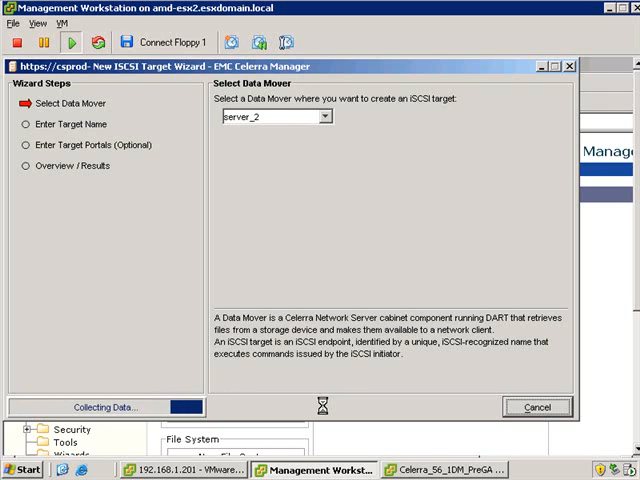 Management Workstation on amd-esx2.esxdomain.local
File View VM
Connect Floppy 1
https://csprod- New ISCSI Target Wizard - EMC Celerra Manager
Wizard Steps
Select Data Mover
Enter Target Name
Enter Target Portals (Optional)
Overview / Results
Select Data Mover
Select a Data Mover where you want to create an iSCSI target:
server_2
A Data Mover is a Celerra Network Server cabinet component running DART that retrieves
files from a storage device and makes them available to a network client.
An iSCSI target is an iSCSI endpoint, identified by a unique, iSCSI-recognized name that
executes commands issued by the iSCSI initiator.
Collecting Data...
Cancel
Manage
Security
Tools
File System
Start
192.168.1.201 - VMware...
Management Workst...
Celerra_56_1DM_PreGA ...